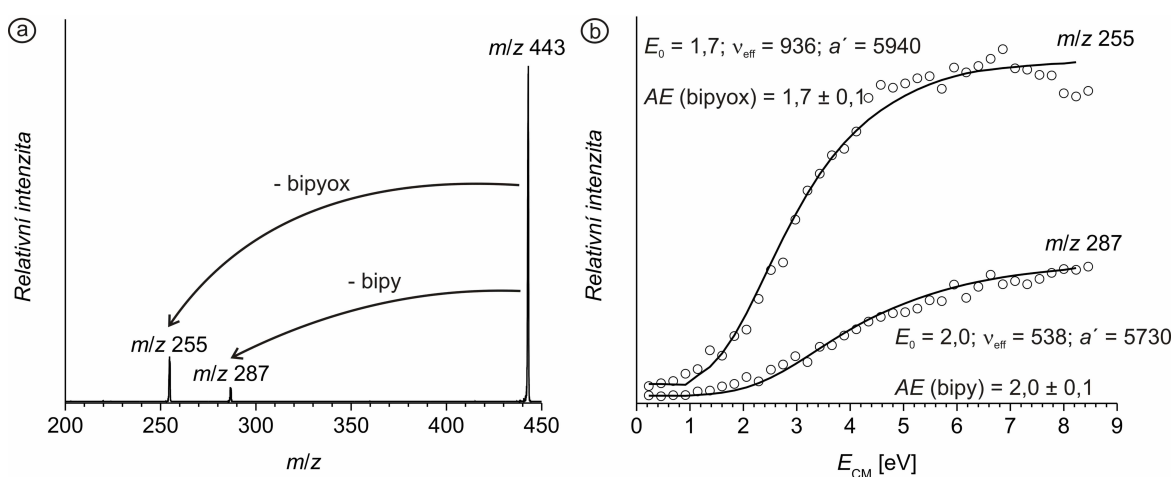 a
Relativní intenzita
m/z 443
- bipyox
- bipy
m/z 255
m/z 287
200 250 300 350 400 450
m/z
b
Relativní intenzita
E₀ = 1,7; νeff = 936; a´ = 5940
AE (bipyox) = 1,7 ± 0,1
m/z 255
m/z 287
E₀ = 2,0; νeff = 538; a´ = 5730
AE (bipy) = 2,0 ± 0,1
0 1 2 3 4 5 6 7 8 9
E_CM [eV]